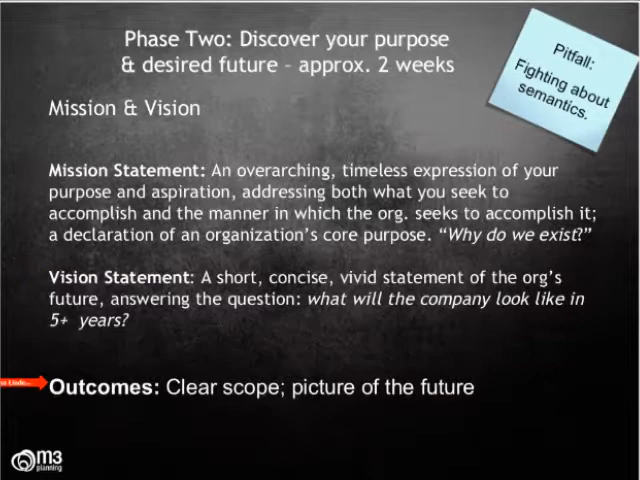 Phase Two: Discover your purpose
& desired future – approx. 2 weeks
Pitfall:
Fighting about
semantics.
Mission & Vision
Mission Statement: An overarching, timeless expression of your
purpose and aspiration, addressing both what you seek to
accomplish and the manner in which the org. seeks to accomplish it;
a declaration of an organization's core purpose. “Why do we exist?”
Vision Statement: A short, concise, vivid statement of the org's
future, answering the question: what will the company look like in
5+ years?
Outcomes: Clear scope; picture of the future
m3
planning